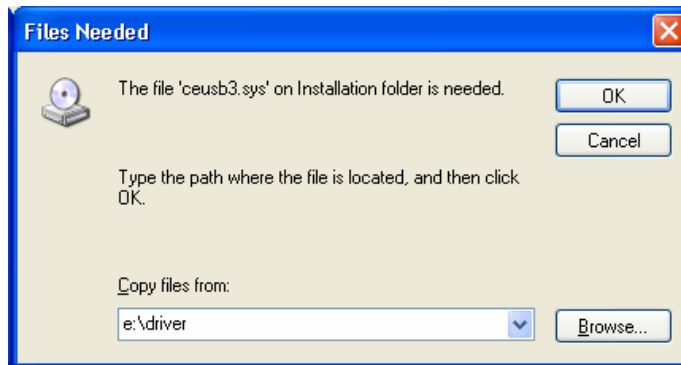 Files Needed
The file 'ceusb3.sys' on Installation folder is needed.
OK
Cancel
Type the path where the file is located, and then click
OK.
Copy files from:
e:\driver
Browse...